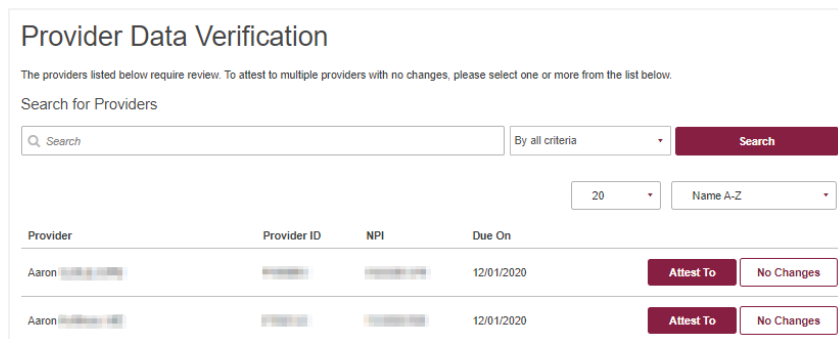 Provider Data Verification
The providers listed below require review. To attest to multiple providers with no changes, please select one or more from the list below.
Search for Providers
Search By all criteria Search
20 Name A-Z
Provider Provider ID NPI Due On
Aaron 12/01/2020 Attest To No Changes
Aaron 12/01/2020 Attest To No Changes